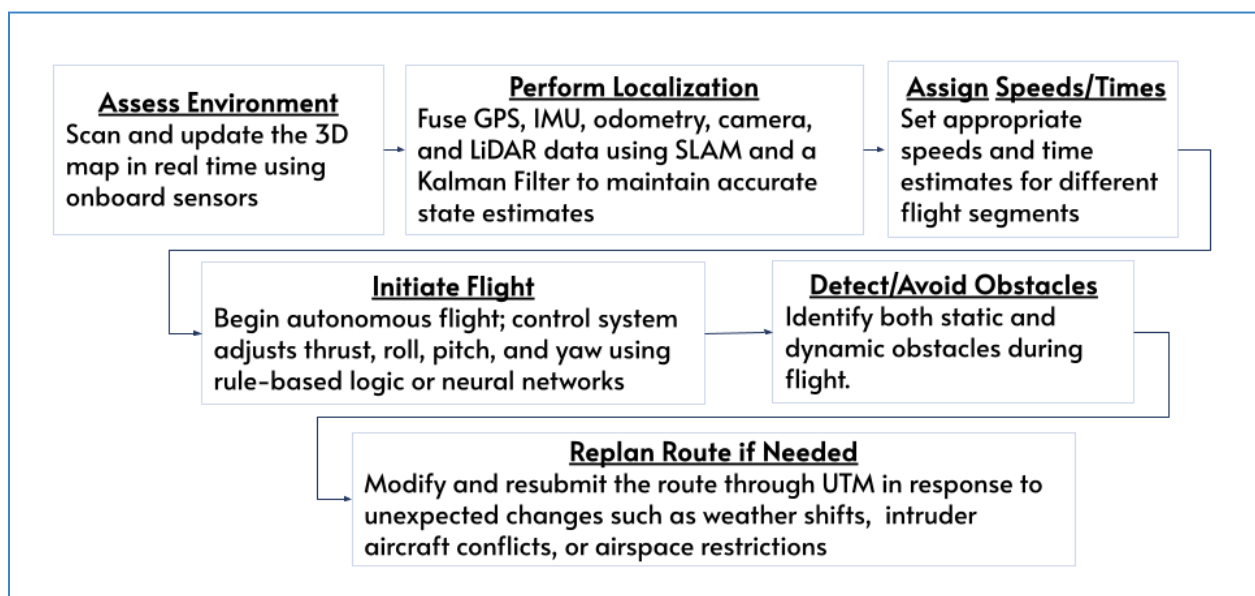 Assess Environment
Scan and update the 3D
map in real time using
onboard sensors
Perform Localization
Fuse GPS, IMU, odometry, camera,
and LiDAR data using SLAM and a
Kalman Filter to maintain accurate
state estimates
Assign Speeds/Times
Set appropriate
speeds and time
estimates for different
flight segments
Initiate Flight
Begin autonomous flight; control system
adjusts thrust, roll, pitch, and yaw using
rule-based logic or neural networks
Detect/Avoid Obstacles
Identify both static and
dynamic obstacles during
flight.
Replan Route if Needed
Modify and resubmit the route through UTM in response to
unexpected changes such as weather shifts, intruder
aircraft conflicts, or airspace restrictions